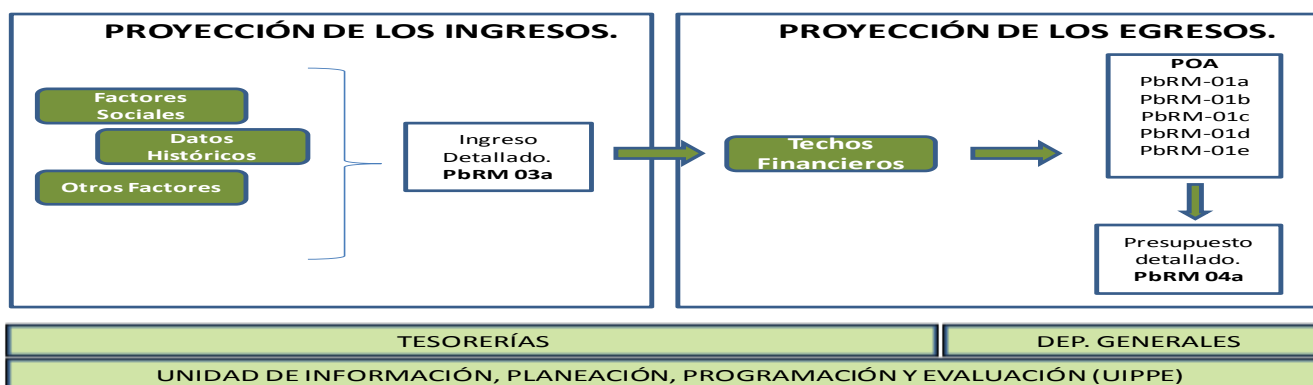 PROYECCIÓN DE LOS INGRESOS.
Factores
Sociales
Datos
Históricos
Otros Factores
Ingreso
Detallado.
PbRM 03a
PROYECCIÓN DE LOS EGRESOS.
Techos
Financieros
POA
PbRM-01a
PbRM-01b
PbRM-01c
PbRM-01d
PbRM-01e
Presupuesto
detallado.
PbRM 04a
TESORERÍAS
DEP. GENERALES
UNIDAD DE INFORMACIÓN, PLANEACIÓN, PROGRAMACIÓN Y EVALUACIÓN (UIPPE)